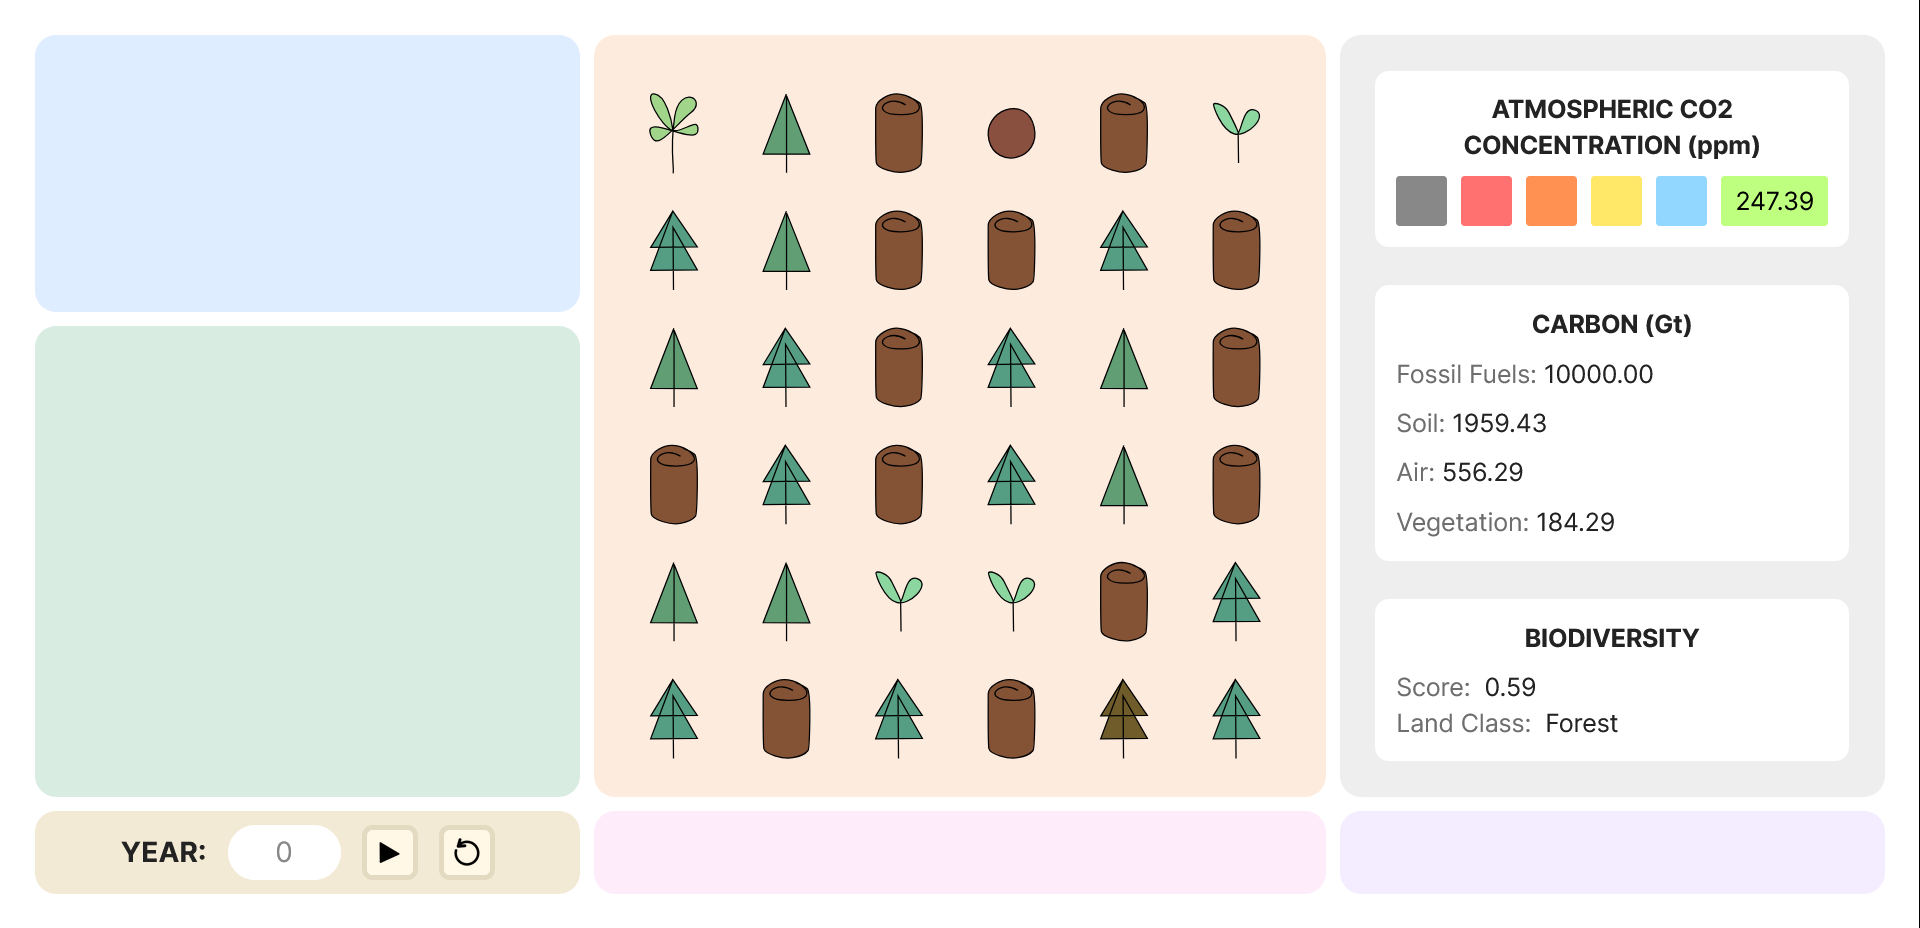 ATMOSPHERIC CO2
CONCENTRATION (ppm)
247.39
CARBON (Gt)
Fossil Fuels: 10000.00
Soil: 1959.43
Air: 556.29
Vegetation: 184.29
BIODIVERSITY
Score: 0.59
Land Class: Forest
YEAR: 0